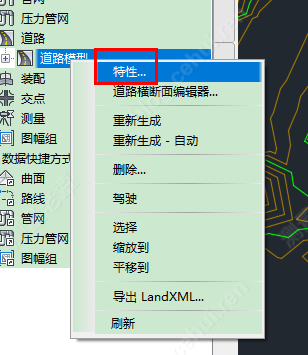 管网
压力管网
道路
道路模型
装配
交点
测量
图幅组
数据快捷方式
曲面
路线
管网
压力管网
图幅组
特性...
道路横断面编辑器...
重新生成
重新生成 - 自动
删除...
驾驶
选择
缩放到
平移到
导出 LandXML...
刷新